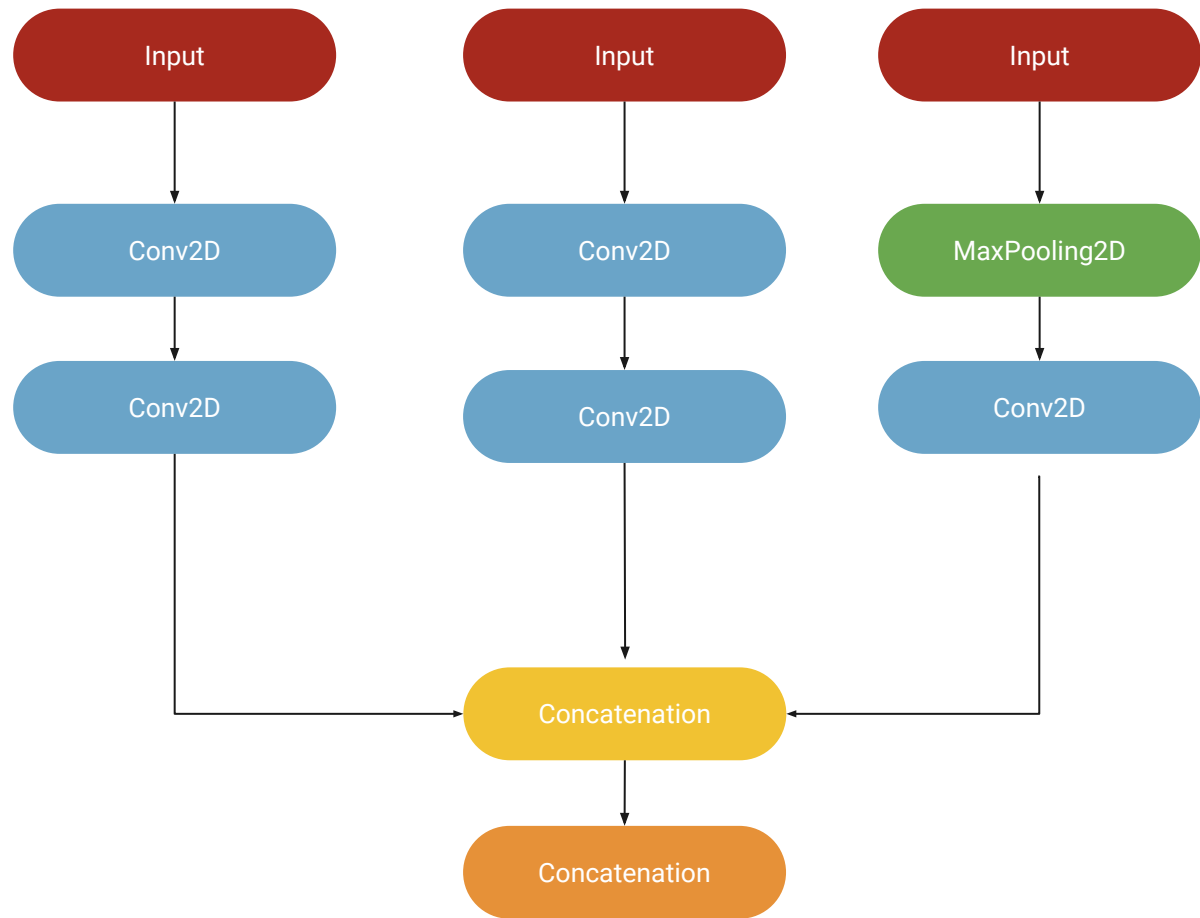 Input
Input
Input
Conv2D
Conv2D
MaxPooling2D
Conv2D
Conv2D
Conv2D
Concatenation
Concatenation